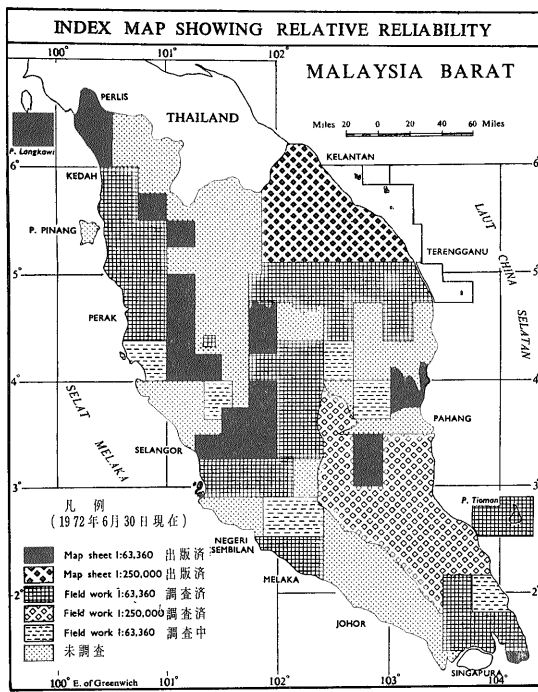 INDEX MAP SHOWING RELATIVE RELIABILITY
100° 101° 102°
MALAYSIA BARAT
PERLIS
THAILAND
Miles 20 0 20 40 60 Miles
P. Langkawi
KELANTAN
6° 6°
KEDAH
LAUT CHINA SELATAN
P. PINANG
TERENGGANU
5° 5°
PERAK
4° 4°
SELAT MELAKA
PAHANG
SELANGOR
3° 3°
P. Tioman
凡例
(1972年6月30日現在)
NEGERI SEMBILAN
MELAKA
Map sheet 1:63,360 出版済
Map sheet 1:250,000 出版済
Field work 1:63,360 調査済
Field work 1:250,000 調査済
Field work 1:63,360 調査中
未調査
2° 2°
JOHOR
SINGAPURA
100° E. of Greenwich 101° 102° 103° 104°